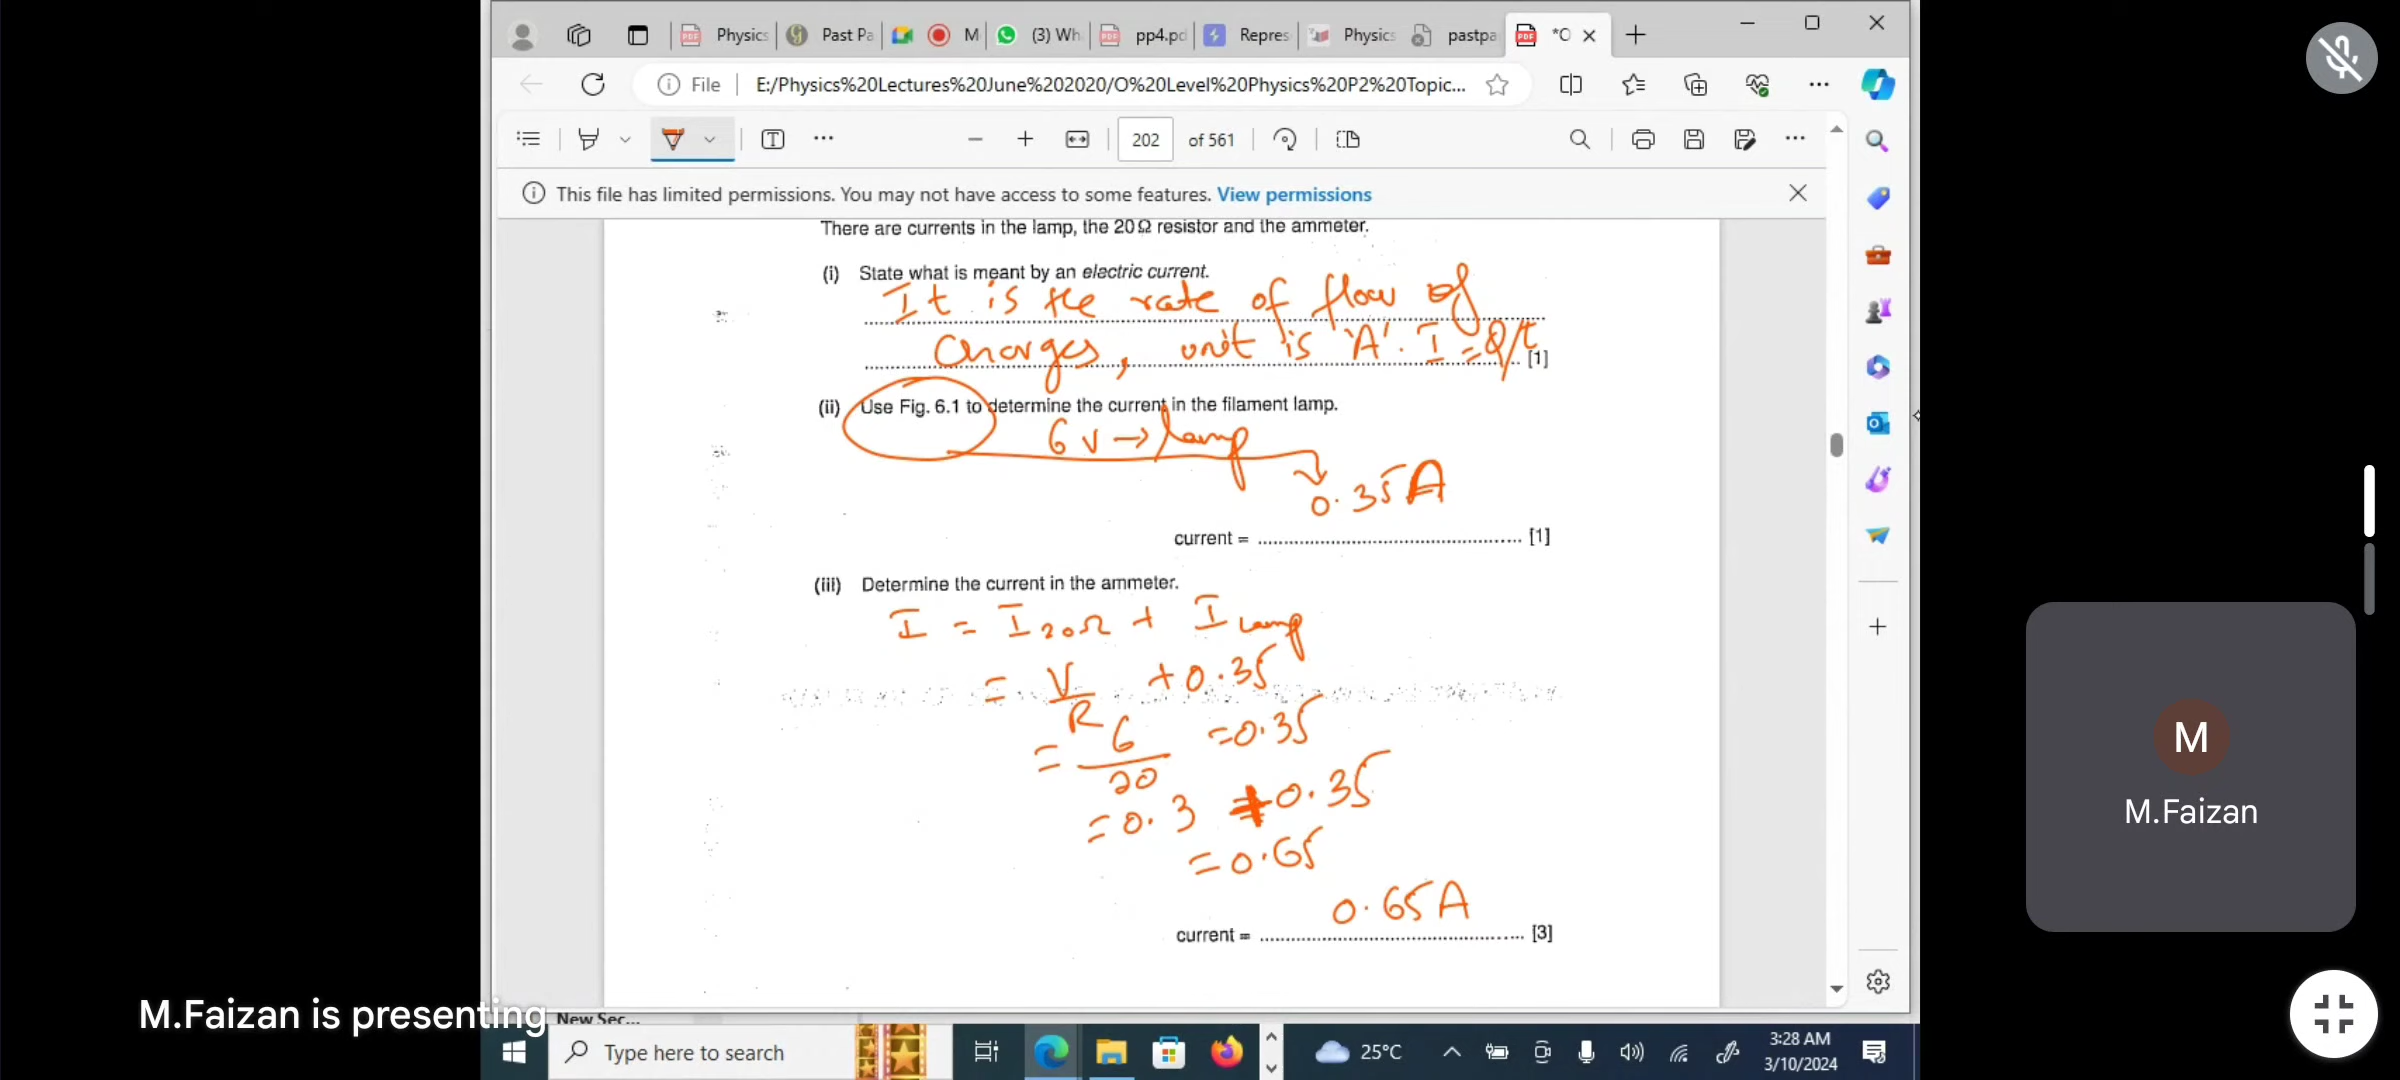 Physics
Past Pa
M
(3) Wh
pp4.pd
Repres
Physics
pastpa
*O
File
E:/Physics%20Lectures%20June%202020/O%20Level%20Physics%20P2%20Topic...
202 of 561
This file has limited permissions. You may not have access to some features. View permissions
There are currents in the lamp, the 20Ω resistor and the ammeter.
(i) State what is meant by an electric current.
It is the rate of flow of
charges, unit is 'A'. I = Q/t
[1]
(ii) Use Fig. 6.1 to determine the current in the filament lamp.
6 V → lamp
0.35 A
current = [1]
(iii) Determine the current in the ammeter.
I = I 20Ω + I lamp
= V/R + 0.35
= 6/20 = 0.35
= 0.3 + 0.35
= 0.65
0.65 A
current = [3]
M
M.Faizan
M.Faizan is presenting
New Sec...
Type here to search
25°C
3:28 AM
3/10/2024